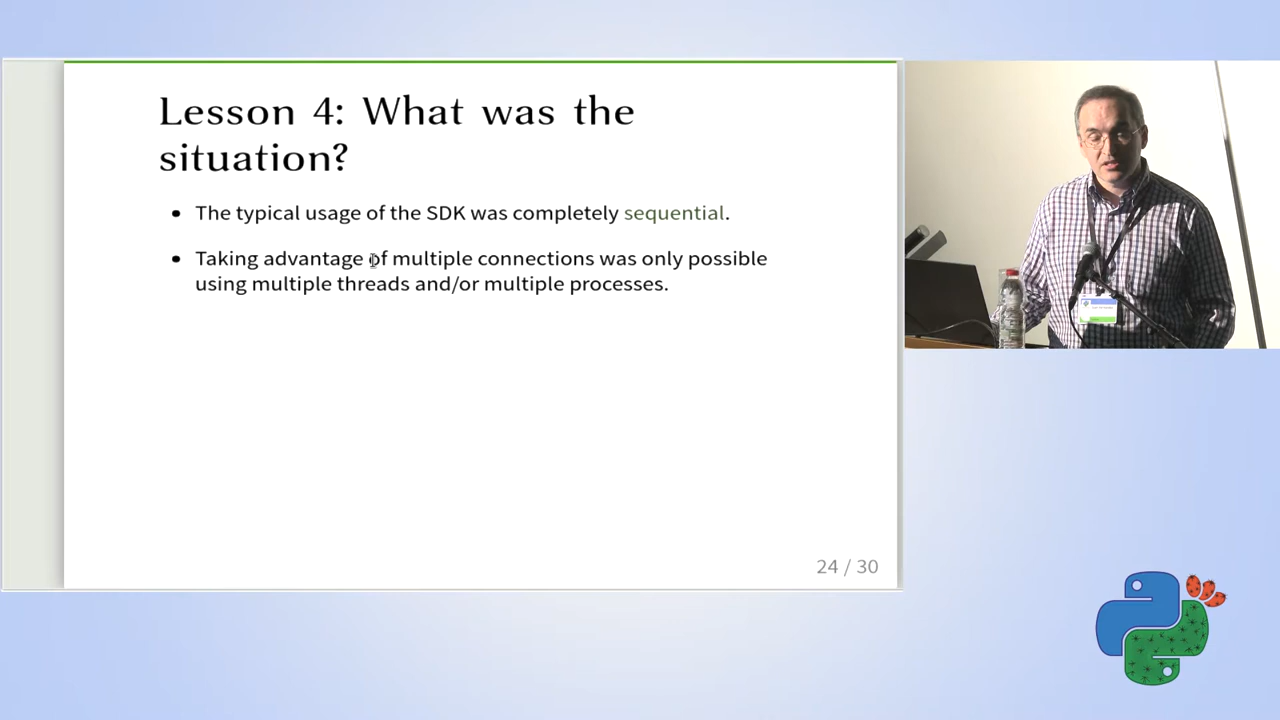 Lesson 4: What was the
situation?
• The typical usage of the SDK was completely sequential.
• Taking advantage of multiple connections was only possible
using multiple threads and/or multiple processes.
24 / 30